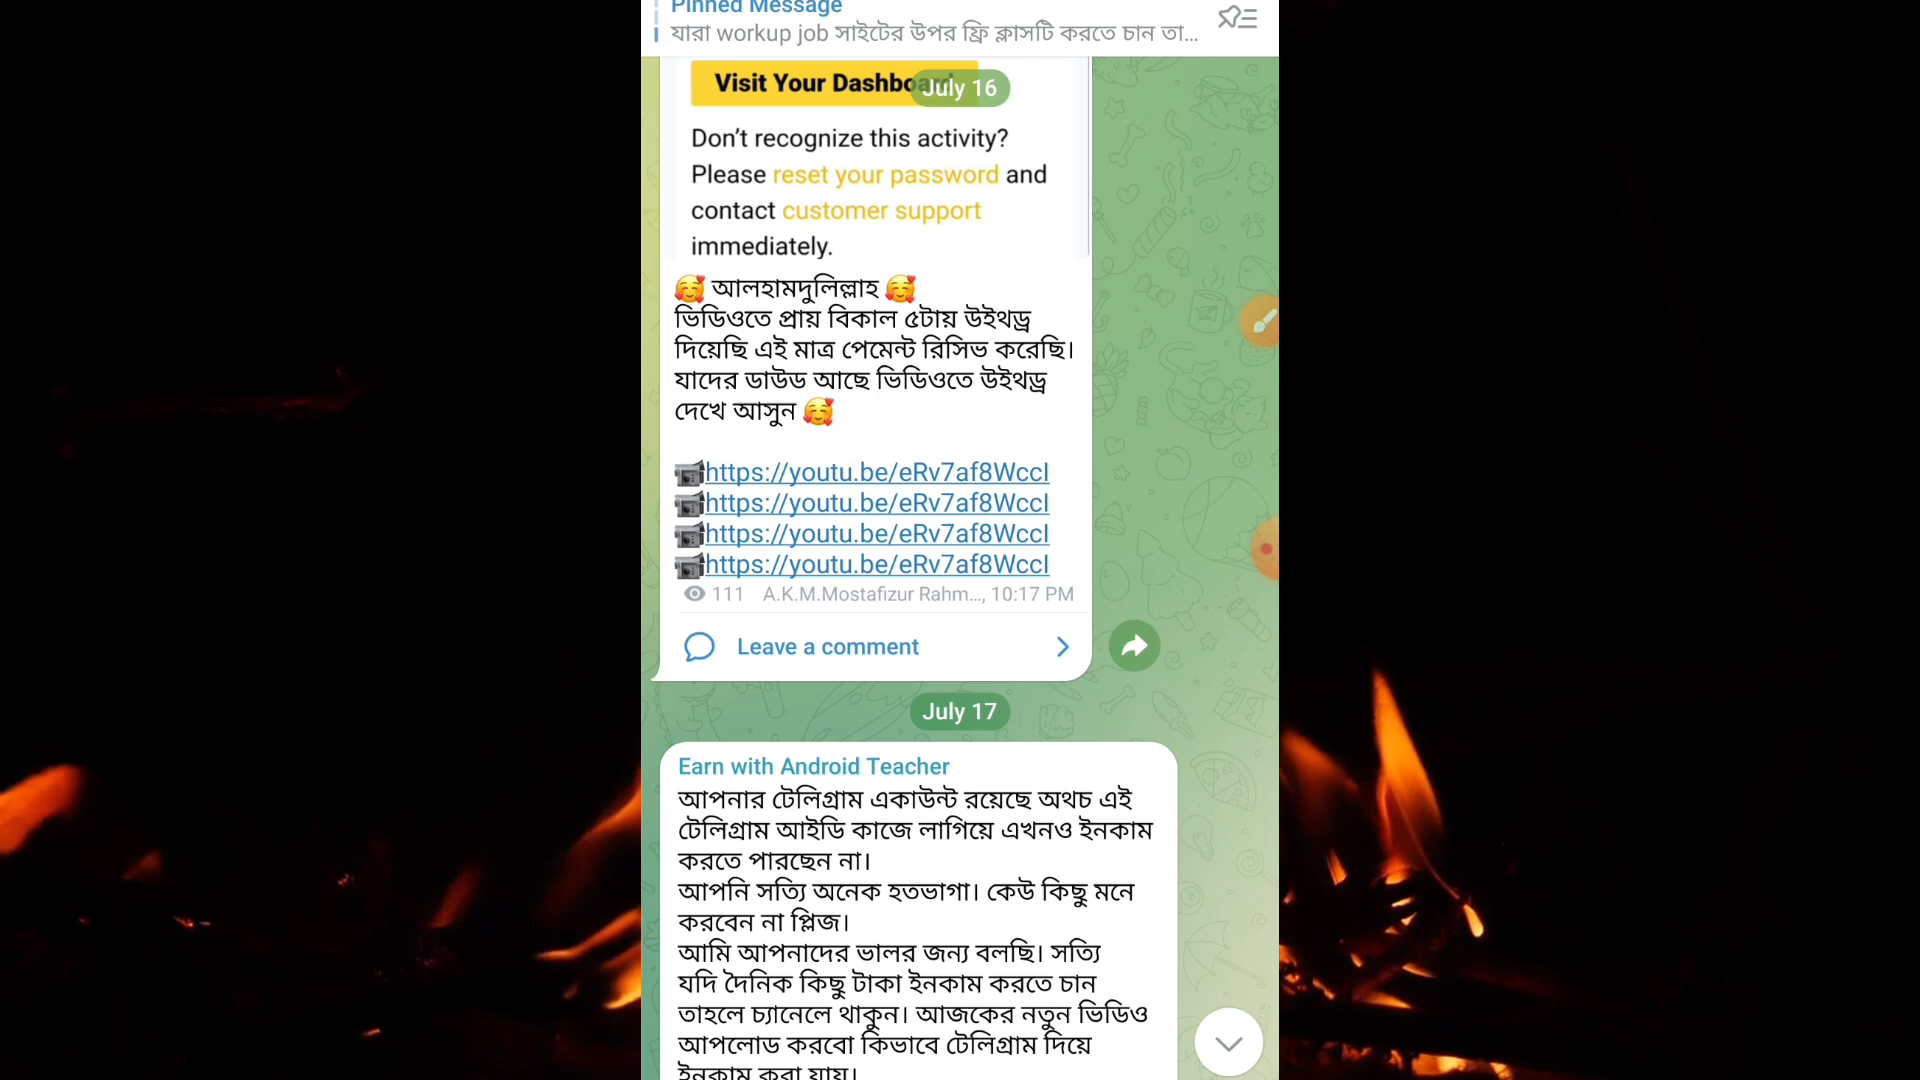 Pinned Message
যারা workup job সাইটের উপর ফ্রি ক্লাসটি করতে চান তা...
Visit Your
July 16
Don’t recognize this activity?
Please reset your password and
contact customer support
immediately.
🥰 আলহামদুলিল্লাহ 🥰
ভিডিওতে প্রায় বিকাল ৫টায় উইথড্র
দিয়েছি এই মাত্র পেমেন্ট রিসিভ করেছি।
যাদের ডাউড আছে ভিডিওতে উইথড্র
দেখে আসুন 🥰
https://youtu.be/eRv7af8WccI
https://youtu.be/eRv7af8WccI
https://youtu.be/eRv7af8WccI
https://youtu.be/eRv7af8WccI
111 A.K.M.Mostafizur Rahm..., 10:17 PM
Leave a comment
July 17
Earn with Android Teacher
আপনার টেলিগ্রাম একাউন্ট রয়েছে অথচ এই
টেলিগ্রাম আইডি কাজে লাগিয়ে এখনও ইনকাম
করতে পারছেন না।
আপনি সত্যি অনেক হতভাগা। কেউ কিছু মনে
করবেন না প্লিজ।
আমি আপনাদের ভালর জন্য বলছি। সত্যি
যদি দৈনিক কিছু টাকা ইনকাম করতে চান
তাহলে চ্যানেলে থাকুন। আজকের নতুন ভিডিও
আপলোড করবো কিভাবে টেলিগ্রাম দিয়ে
ইনকাম করা যায়।